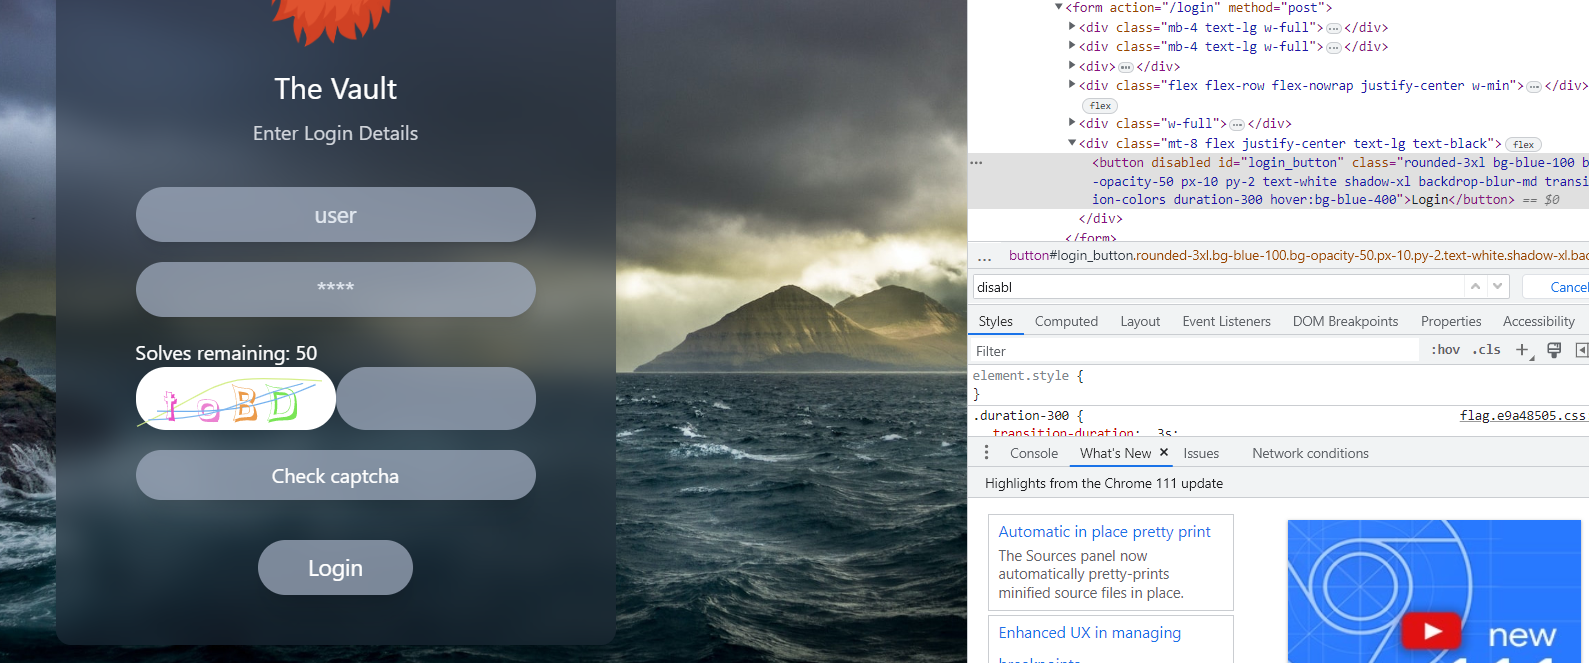 The Vault
Enter Login Details
user
****
Solves remaining: 50
toBD
Check captcha
Login
<form action="/login" method="post">
<div class="mb-4 text-lg w-full">…</div>
<div class="mb-4 text-lg w-full">…</div>
<div>…</div>
<div class="flex flex-row flex-nowrap justify-center w-min">…</div>
flex
<div class="w-full">…</div>
<div class="mt-8 flex justify-center text-lg text-black"> flex
… <button disabled id="login_button" class="rounded-3xl bg-blue-100 b
-opacity-50 px-10 py-2 text-white shadow-xl backdrop-blur-md transi
ion-colors duration-300 hover:bg-blue-400">Login</button> == $0
</div>
</form>
… button#login_button.rounded-3xl.bg-blue-100.bg-opacity-50.px-10.py-2.text-white.shadow-xl.bac
disabl
Cancel
Styles Computed Layout Event Listeners DOM Breakpoints Properties Accessibility
Filter
:hov .cls +
element.style {
}
.duration-300 {
flag.e9a48505.css
transition-duration: .3s;
Console What's New × Issues Network conditions
Highlights from the Chrome 111 update
Automatic in place pretty print
The Sources panel now
automatically pretty-prints
minified source files in place.
Enhanced UX in managing
breakpoints
new